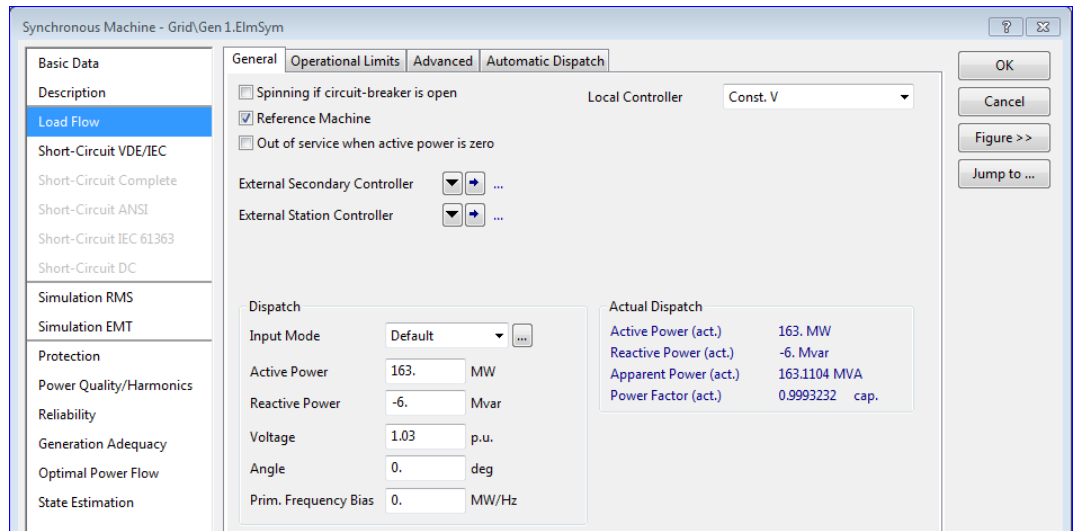 Synchronous Machine - Grid\Gen 1.ElmSym
Basic Data
Description
Load Flow
Short-Circuit VDE/IEC
Short-Circuit Complete
Short-Circuit ANSI
Short-Circuit IEC 61363
Short-Circuit DC
Simulation RMS
Simulation EMT
Protection
Power Quality/Harmonics
Reliability
Generation Adequacy
Optimal Power Flow
State Estimation
General Operational Limits Advanced Automatic Dispatch
Spinning if circuit-breaker is open
Reference Machine
Out of service when active power is zero
Local Controller Const. V
External Secondary Controller ...
External Station Controller ...
Dispatch
Input Mode Default ...
Active Power 163. MW
Reactive Power -6. Mvar
Voltage 1.03 p.u.
Angle 0. deg
Prim. Frequency Bias 0. MW/Hz
Actual Dispatch
Active Power (act.) 163. MW
Reactive Power (act.) -6. Mvar
Apparent Power (act.) 163.1104 MVA
Power Factor (act.) 0.9993232 cap.
OK
Cancel
Figure >>
Jump to ...